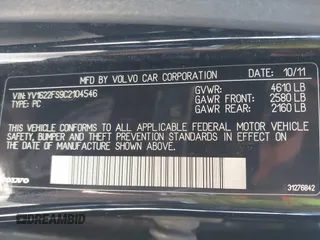 MFD. BY VOLVO CAR CORPORATION 10/11
VIN: YV1622FS9C2104546
TYPE: PC
GVWR: 4610 LB
GAWR FRONT: 2580 LB
GAWR REAR: 2160 LB
THIS VEHICLE CONFORMS TO ALL APPLICABLE FEDERAL MOTOR VEHICLE
SAFETY, BUMPER, AND THEFT PREVENTION STANDARDS IN EFFECT ON
THE DATE OF MANUFACTURE SHOWN ABOVE.
VOLVO
31276842
DREAMBID